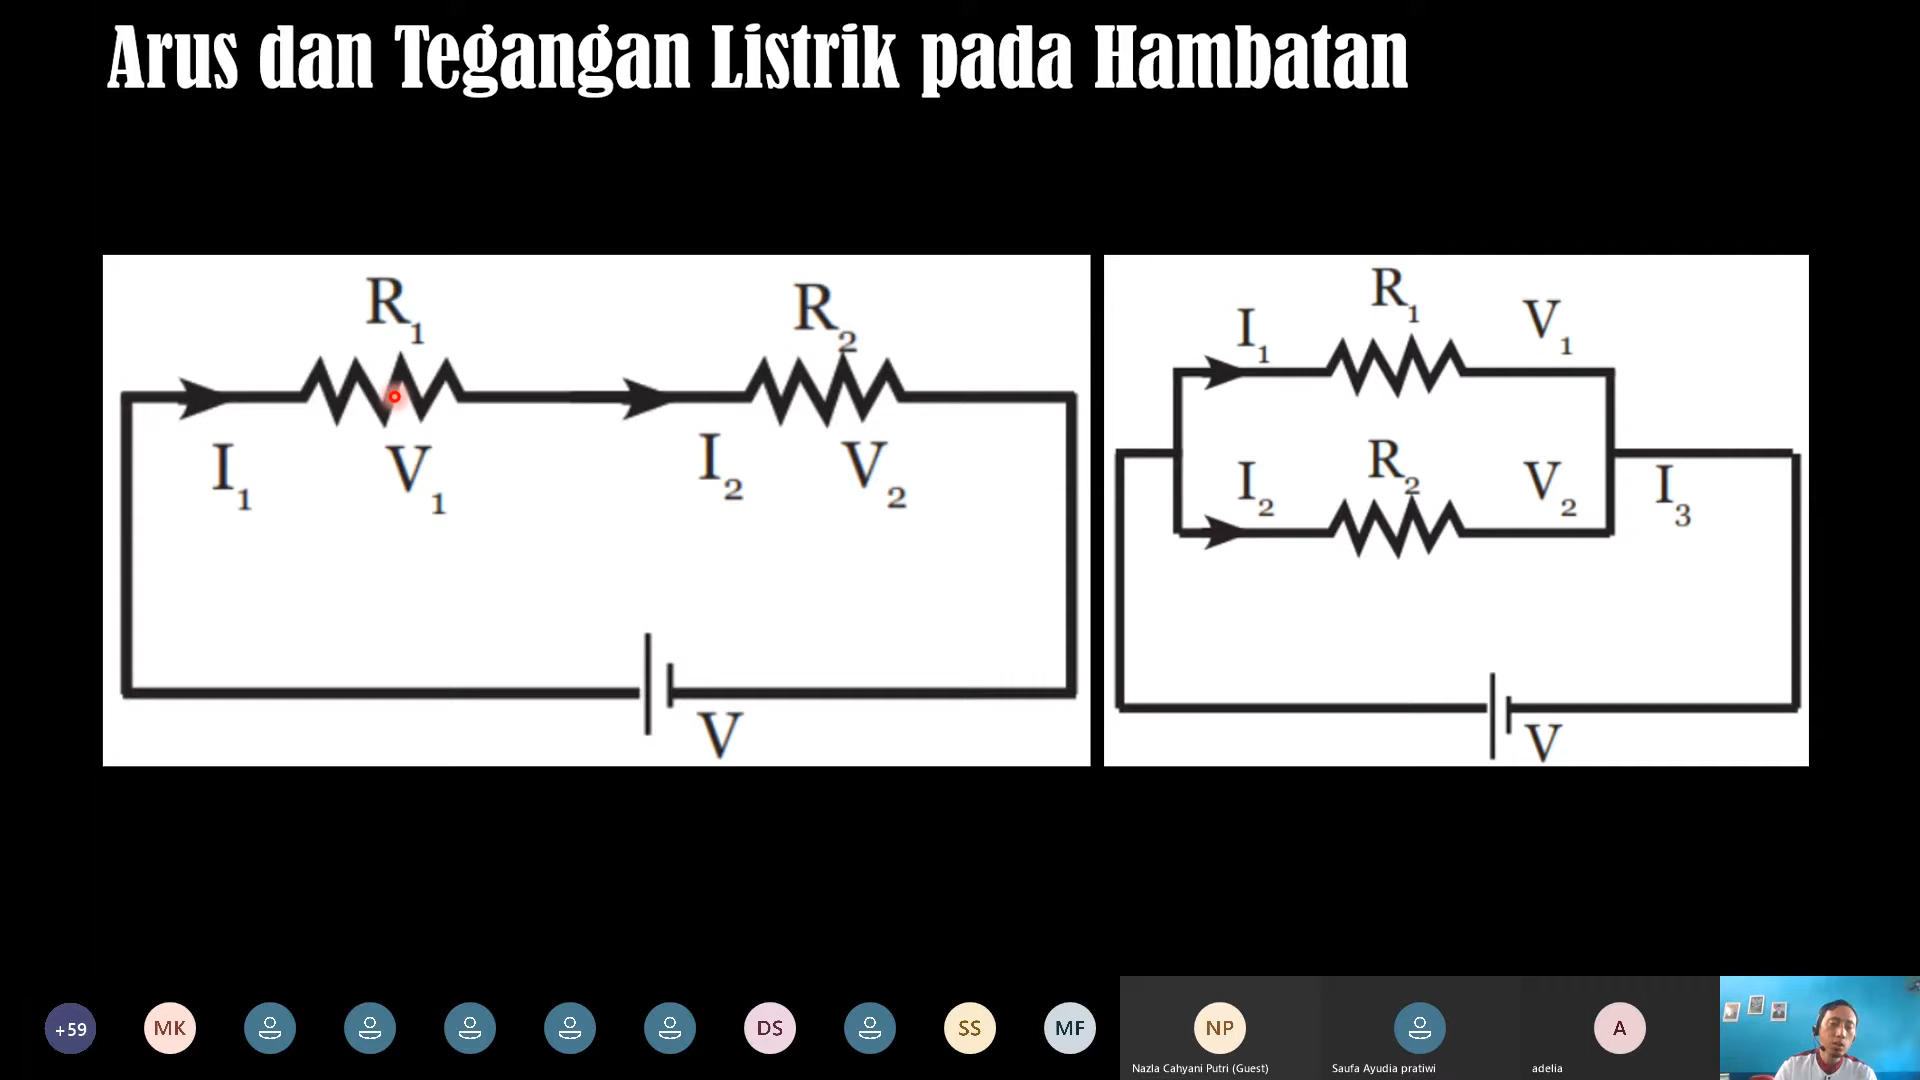 Arus dan Tegangan Listrik pada Hambatan
R1
R2
I1
V1
I2
V2
V
R1
I1
V1
R2
I2
V2
I3
V
+59
MK
DS
SS
MF
NP
A
Nazla Cahyani Putri (Guest)
Saufa Ayudia pratiwi
adelia